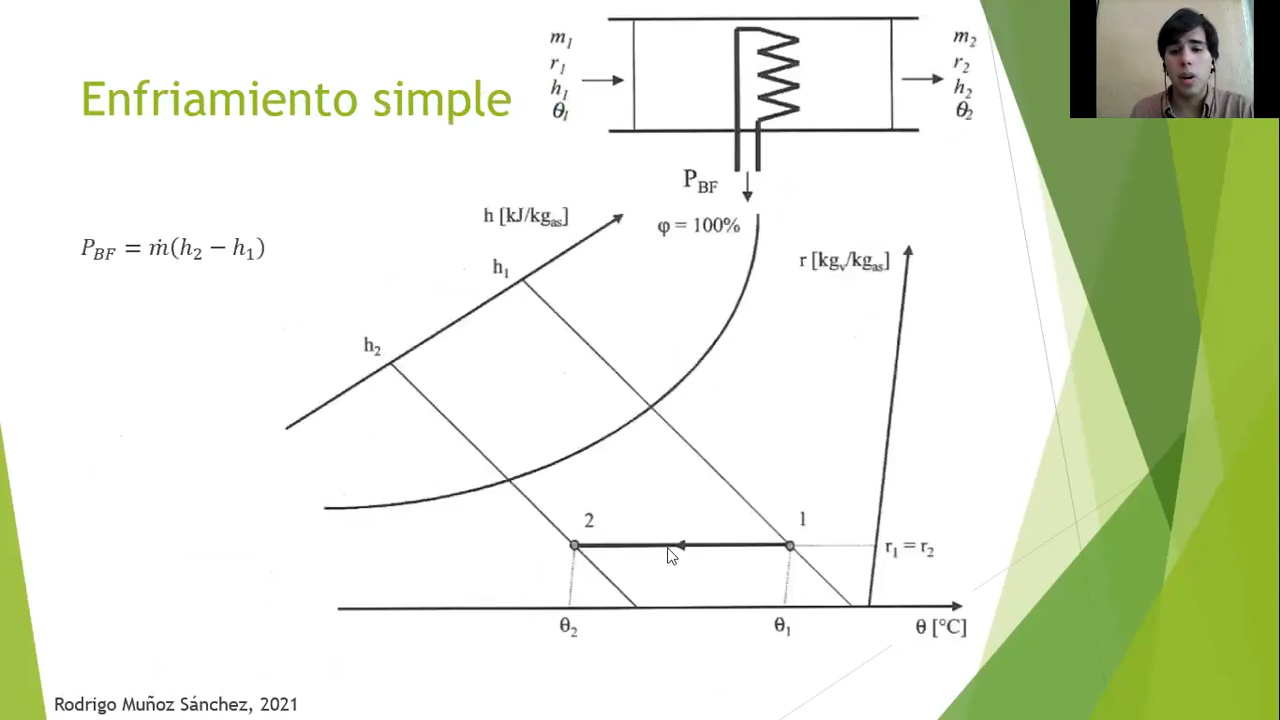 Enfriamiento simple
m₁
r₁
h₁
θ₁
m₂
r₂
h₂
θ₂
P_BF
P_BF = ṁ(h₂ − h₁)
h [kJ/kg_as]
φ = 100%
h₁
r [kg_v/kg_as]
h₂
2
1
r₁ = r₂
θ₂
θ₁
θ [°C]
Rodrigo Muñoz Sánchez, 2021